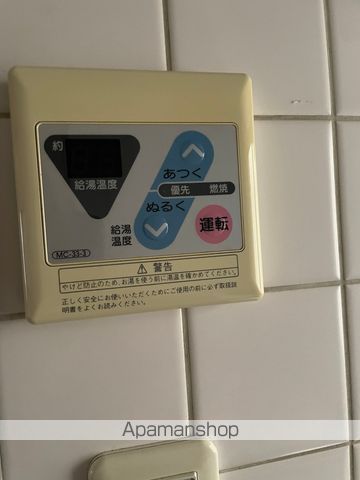 約
給湯温度
あつく
優先 燃焼
ぬるく
給湯
温度
運転
MC-33-3
警告
やけど防止のため、お湯を使う前に湯温を確かめてください。
正しく安全にお使いいただくためにご使用の前に必ず取扱説
明書をよくお読みください。
Apamanshop